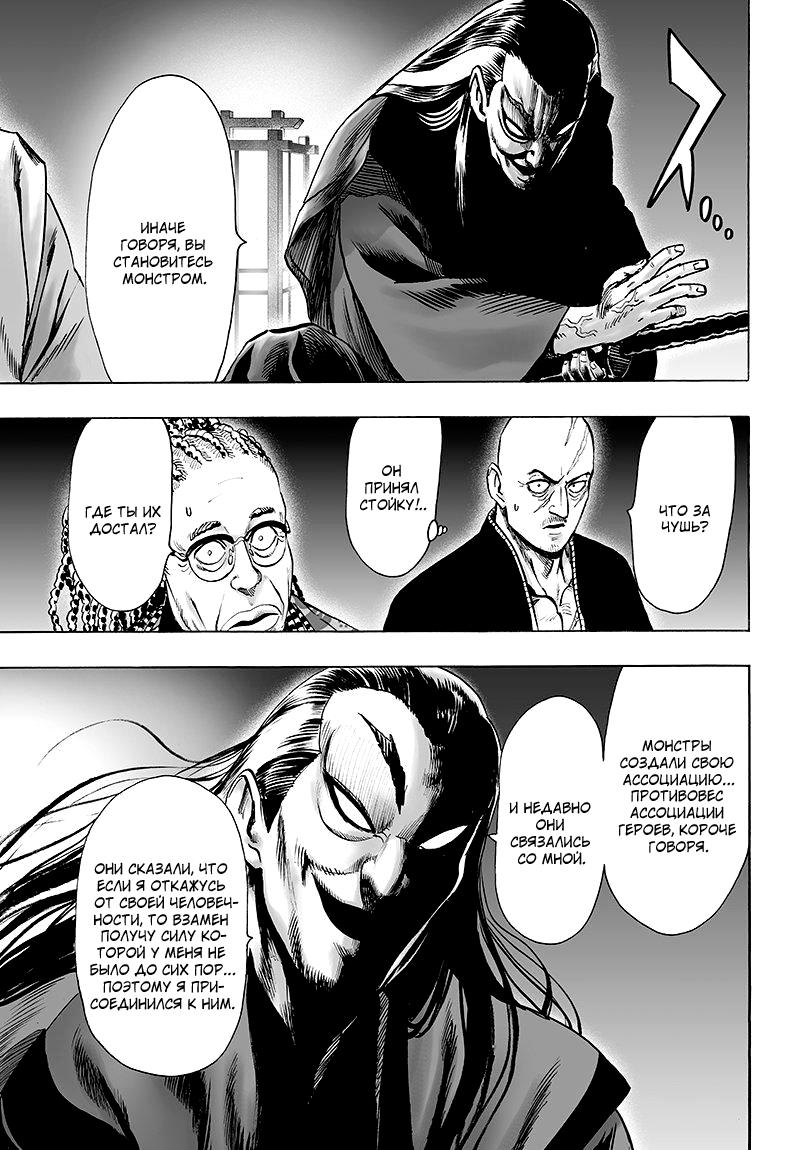 ス…
ИНАЧЕ
ГОВОРЯ, ВЫ
СТАНОВИТЕСЬ
МОНСТРОМ.
ЧТО ЗА
ЧУШЬ?
ОН
ПРИНЯЛ
СТОЙКУ!..
ГДЕ ТЫ ИХ
ДОСТАЛ?
МОНСТРЫ
СОЗДАЛИ СВОЮ
АССОЦИАЦИЮ...
ПРОТИВОВЕС
АССОЦИАЦИИ
ГЕРОЕВ, КОРОЧЕ
ГОВОРЯ.
И НЕДАВНО
ОНИ
СВЯЗАЛИСЬ
СО МНОЙ.
ОНИ СКАЗАЛИ, ЧТО
ЕСЛИ Я ОТКАЖУСЬ
ОТ СВОЕЙ ЧЕЛОВЕЧ-
НОСТИ, ТО ВЗАМЕН
ПОЛУЧУ СИЛУ КО-
ТОРОЙ У МЕНЯ НЕ
БЫЛО ДО СИХ ПОР...
ПОЭТОМУ Я ПРИ-
СОЕДИНИЛСЯ К НИМ.